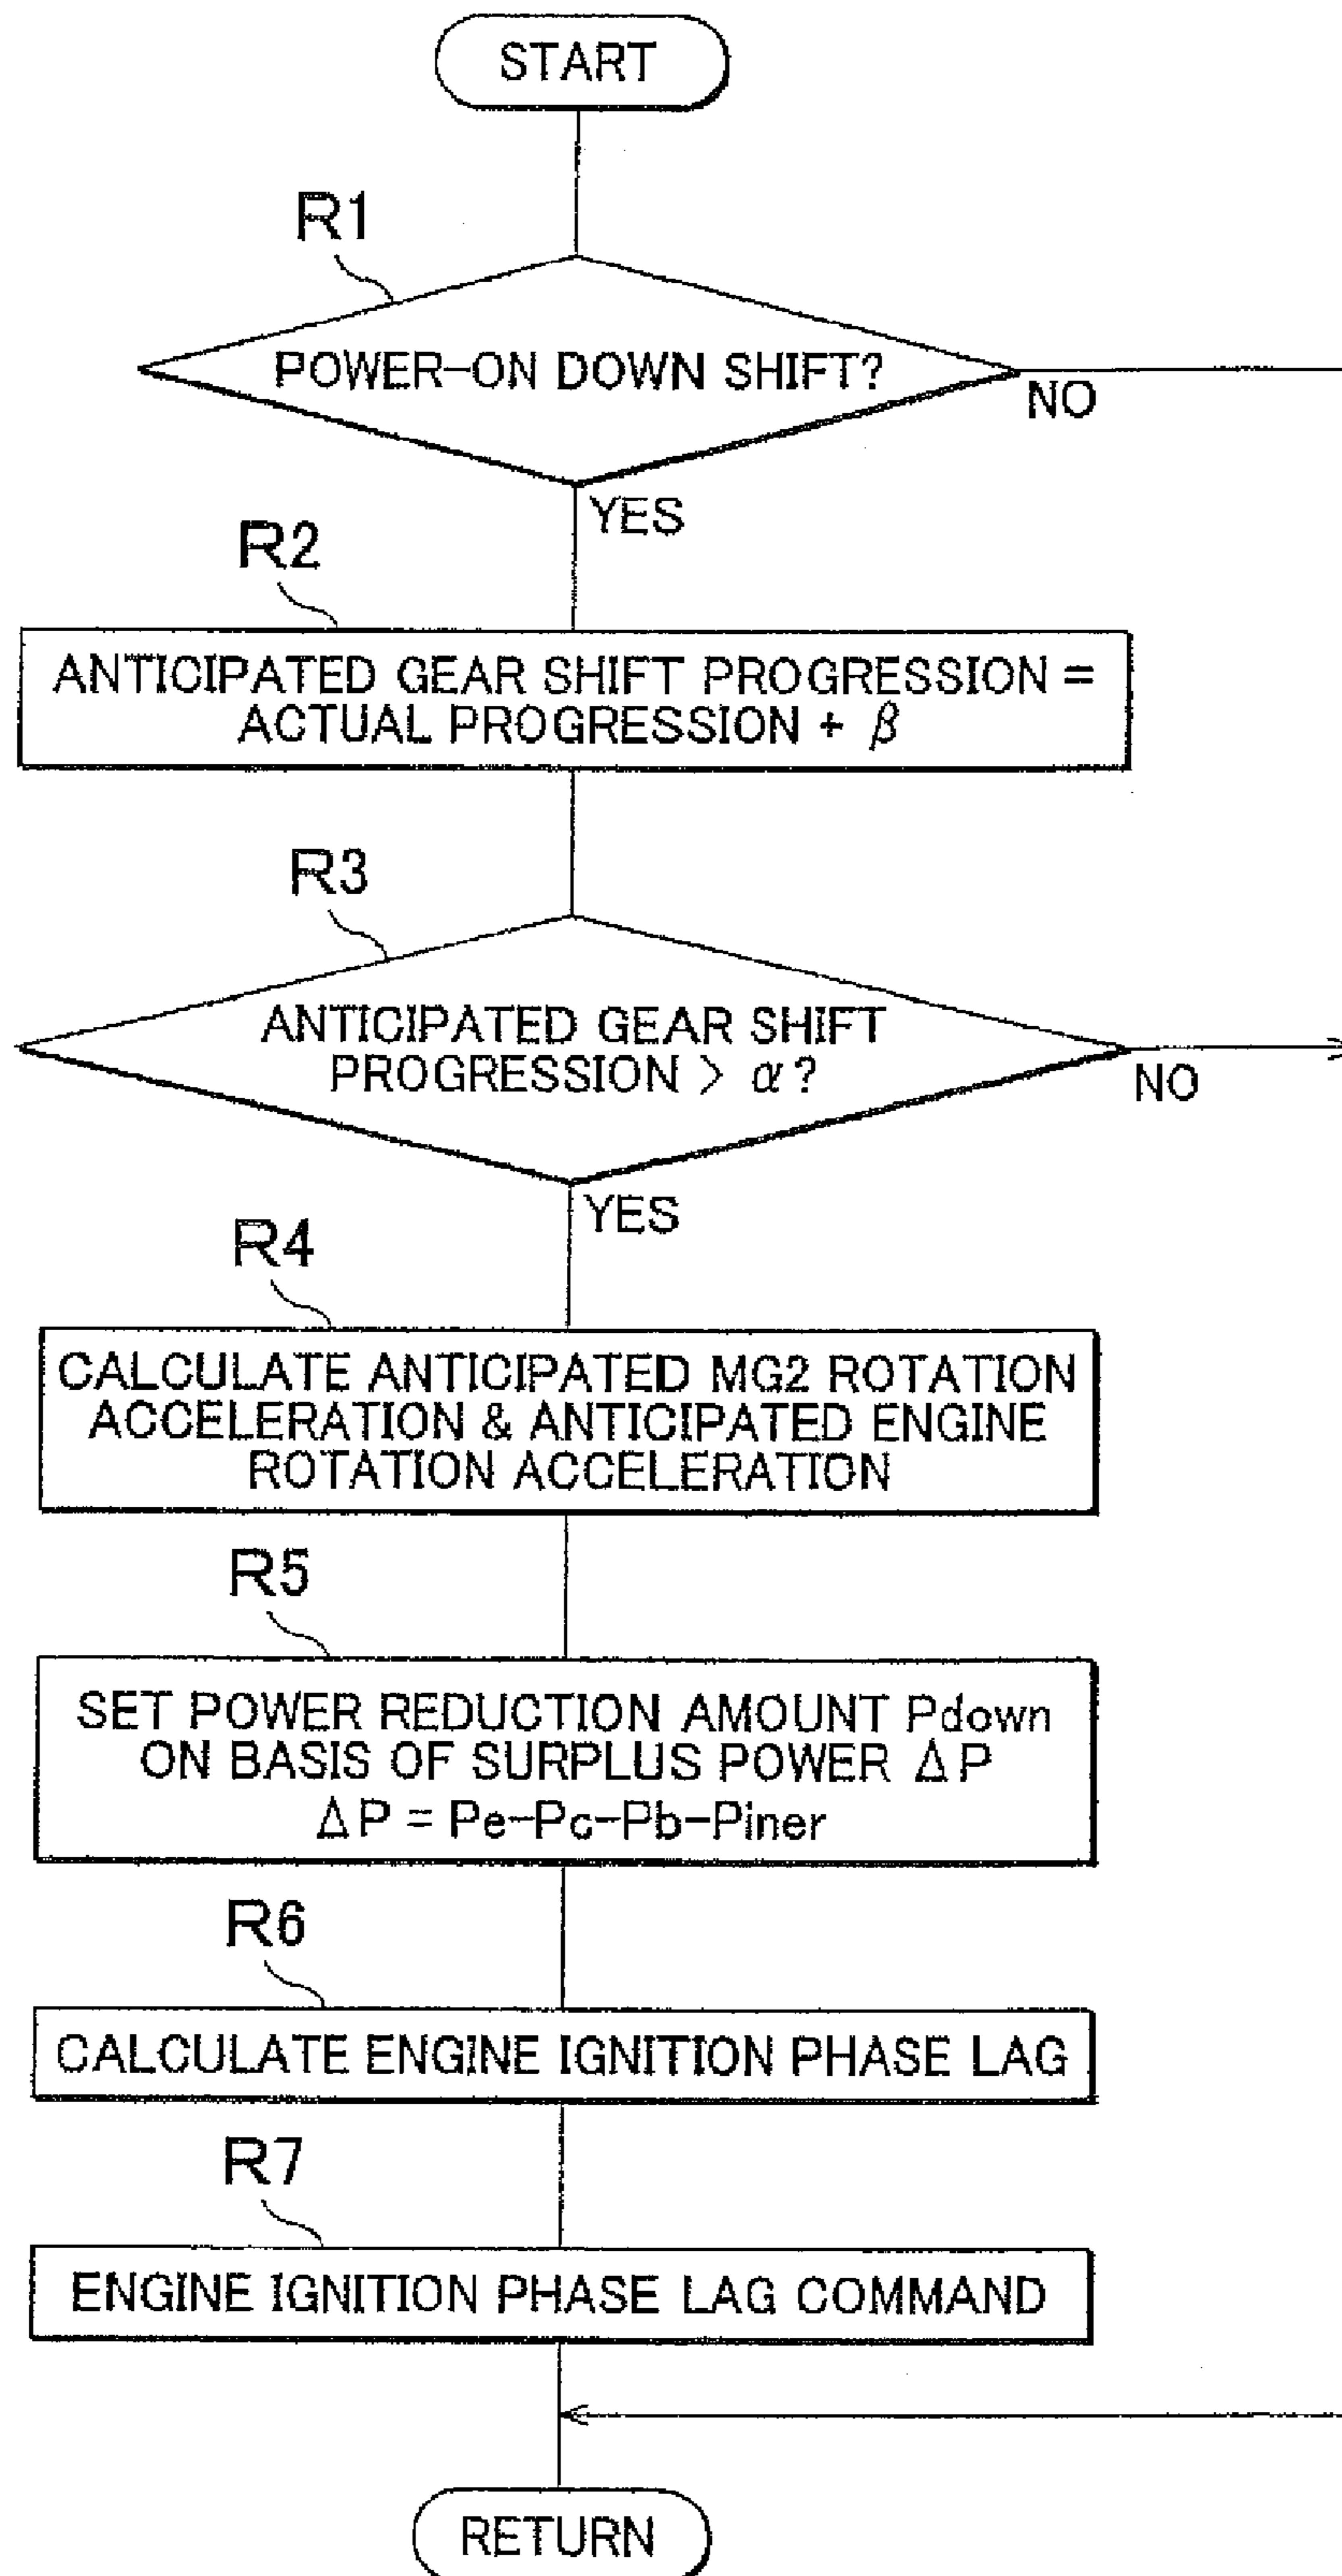 START
R1
POWER-ON DOWN SHIFT?
NO
YES
R2
ANTICIPATED GEAR SHIFT PROGRESSION =
ACTUAL PROGRESSION + β
R3
ANTICIPATED GEAR SHIFT
PROGRESSION > α?
NO
YES
R4
CALCULATE ANTICIPATED MG2 ROTATION
ACCELERATION & ANTICIPATED ENGINE
ROTATION ACCELERATION
R5
SET POWER REDUCTION AMOUNT Pdown
ON BASIS OF SURPLUS POWER ΔP
ΔP = Pe-Pc-Pb-Piner
R6
CALCULATE ENGINE IGNITION PHASE LAG
R7
ENGINE IGNITION PHASE LAG COMMAND
RETURN